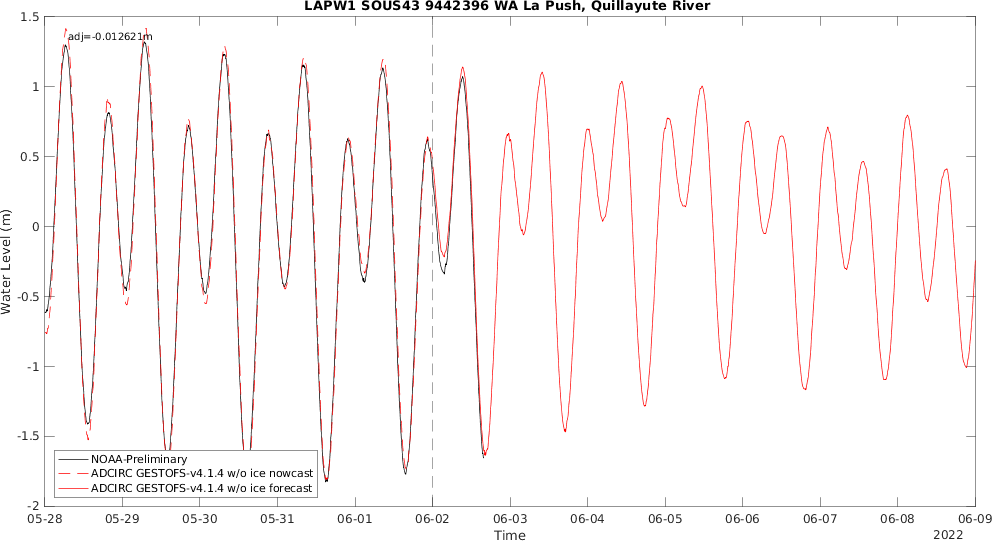 LAPW1 SOUS43 9442396 WA La Push, Quillayute River
adj=-0.012621m
Water Level (m)
1.5
1
0.5
0
-0.5
-1
-1.5
-2
NOAA-Preliminary
ADCIRC GESTOFS-v4.1.4 w/o ice nowcast
ADCIRC GESTOFS-v4.1.4 w/o ice forecast
05-28 05-29 05-30 05-31 06-01 06-02 06-03 06-04 06-05 06-06 06-07 06-08 06-09
Time
2022